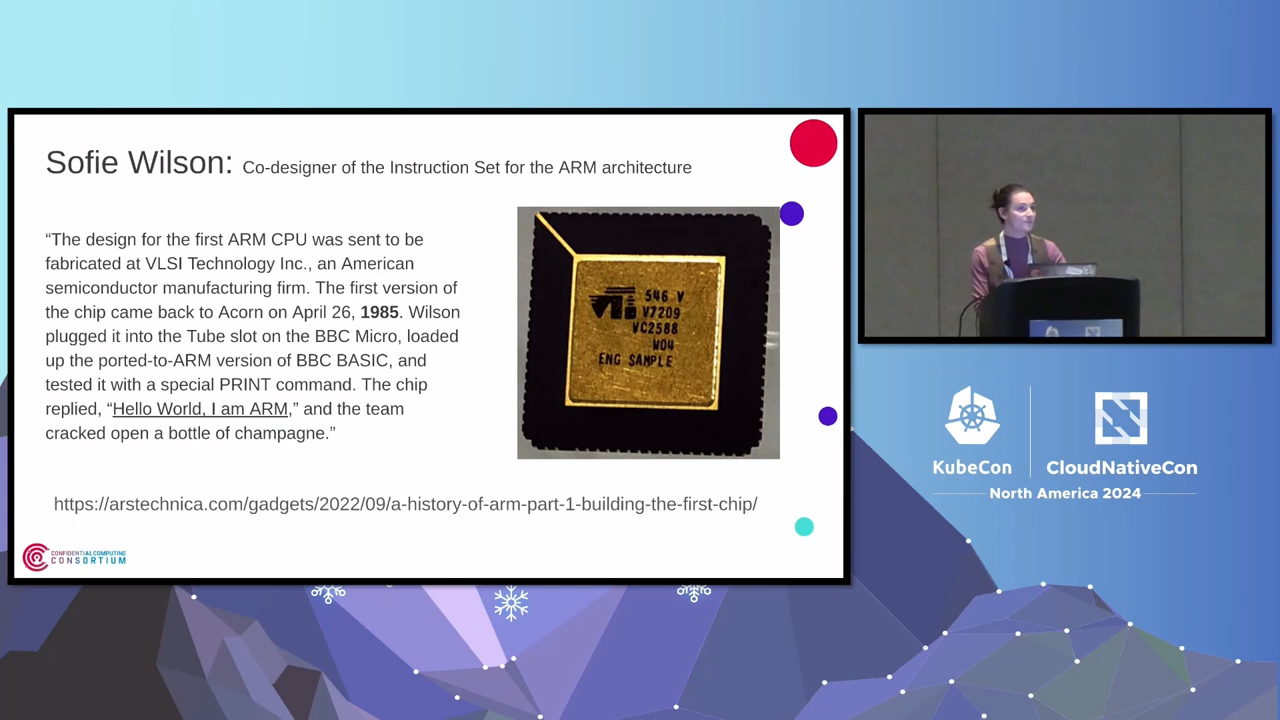 Sofie Wilson: Co-designer of the Instruction Set for the ARM architecture
“The design for the first ARM CPU was sent to be
fabricated at VLSI Technology Inc., an American
semiconductor manufacturing firm. The first version of
the chip came back to Acorn on April 26, 1985. Wilson
plugged it into the Tube slot on the BBC Micro, loaded
up the ported-to-ARM version of BBC BASIC, and
tested it with a special PRINT command. The chip
replied, “Hello World, I am ARM,” and the team
cracked open a bottle of champagne.”
546 V
V7209
VC2588
W04
ENG SAMPLE
https://arstechnica.com/gadgets/2022/09/a-history-of-arm-part-1-building-the-first-chip/
CONFIDENTIAL COMPUTING
CONSORTIUM
KubeCon
CloudNativeCon
North America 2024